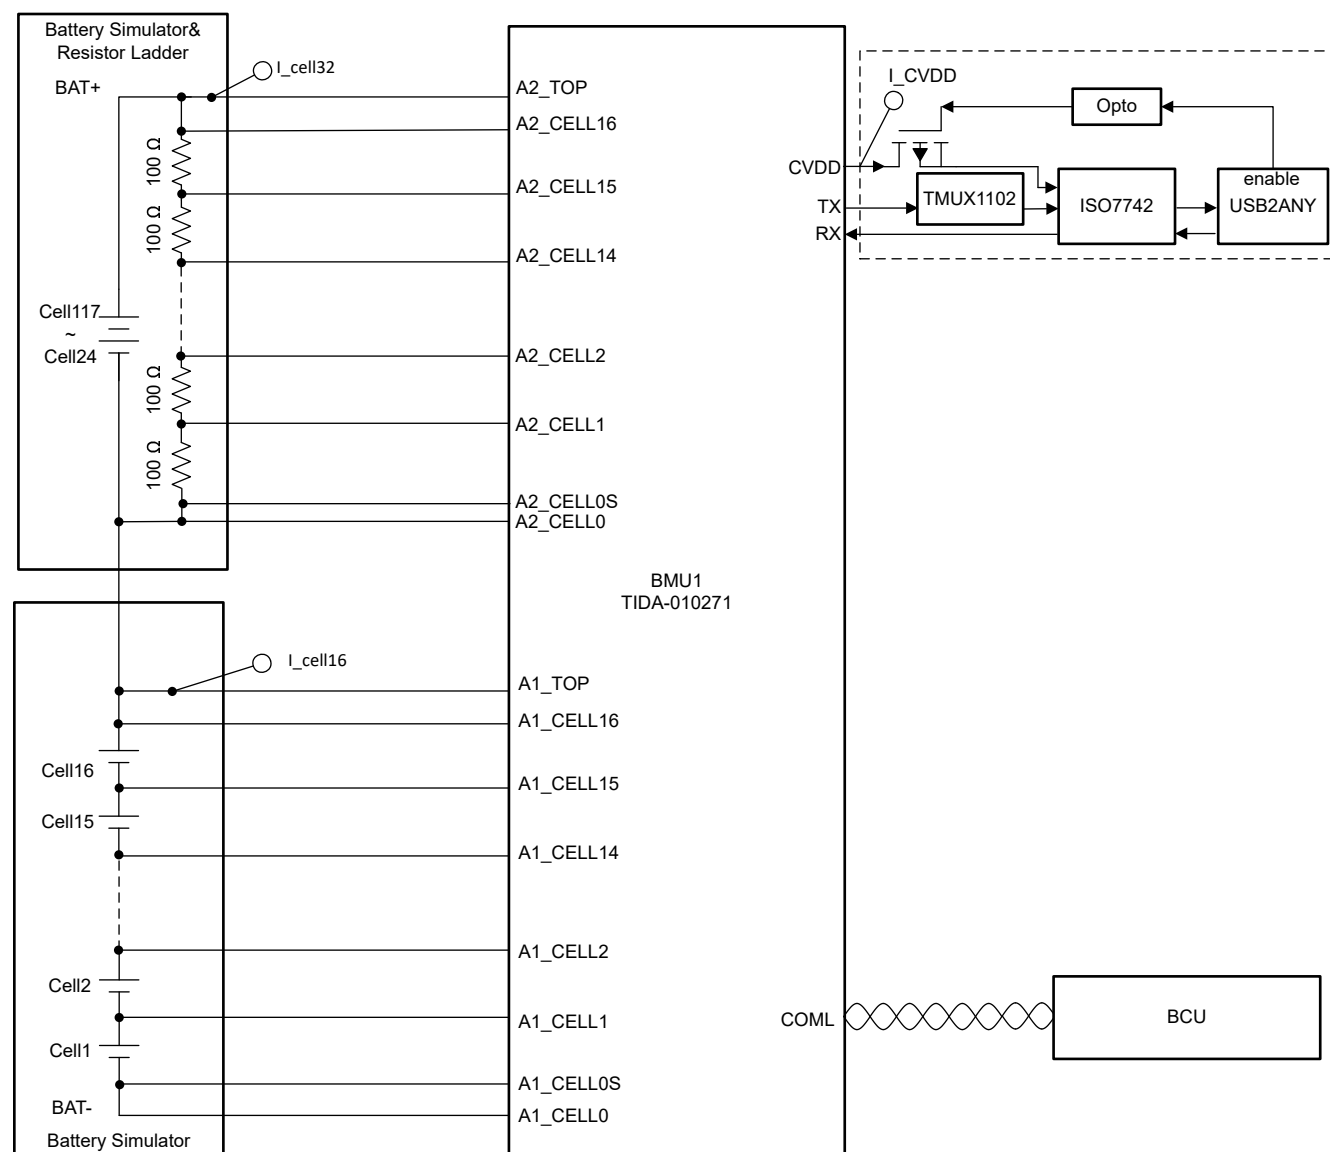 Battery Simulator&
Resistor Ladder
BAT+
I_cell32
100 Ω
100 Ω
Cell117
~
Cell24
100 Ω
100 Ω
A2_TOP
A2_CELL16
A2_CELL15
A2_CELL14
A2_CELL2
A2_CELL1
A2_CELL0S
A2_CELL0
BMU1
TIDA-010271
I_cell16
A1_TOP
A1_CELL16
A1_CELL15
A1_CELL14
A1_CELL2
A1_CELL1
A1_CELL0S
A1_CELL0
Cell16
Cell15
Cell2
Cell1
BAT-
Battery Simulator
I_CVDD
Opto
CVDD
TX
RX
TMUX1102
ISO7742
enable
USB2ANY
COML
BCU